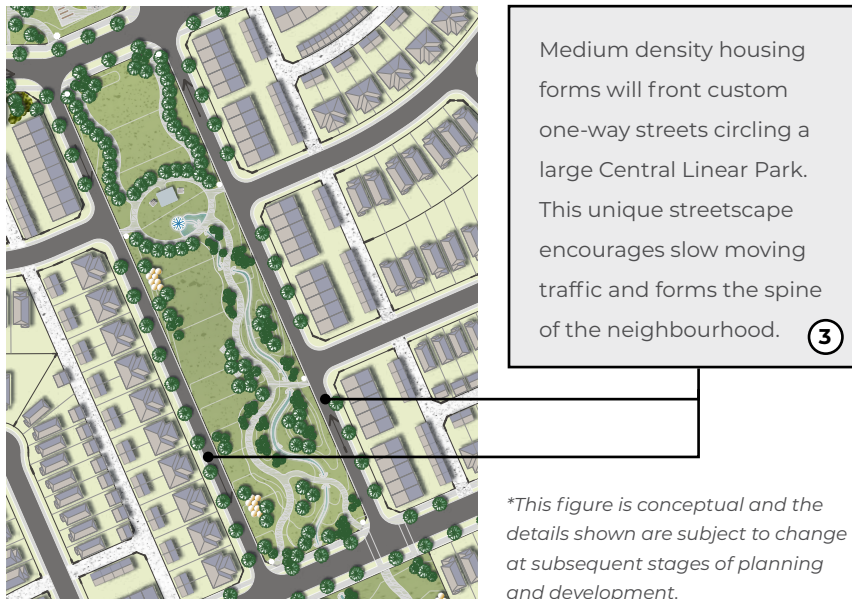 Medium density housing
forms will front custom
one-way streets circling a
large Central Linear Park.
This unique streetscape
encourages slow moving
traffic and forms the spine
of the neighbourhood.
3
*This figure is conceptual and the
details shown are subject to change
at subsequent stages of planning
and development.